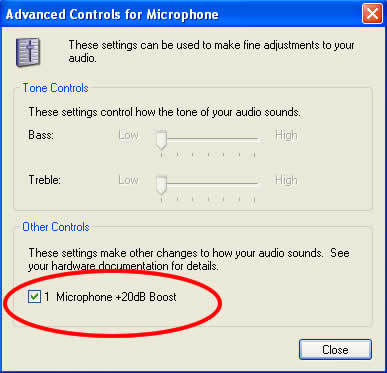 Advanced Controls for Microphone
These settings can be used to make fine adjustments to your
audio.
Tone Controls
These settings control how the tone of your audio sounds.
Bass: Low High
Treble: Low High
Other Controls
These settings make other changes to how your audio sounds. See
your hardware documentation for details.
1 Microphone +20dB Boost
Close